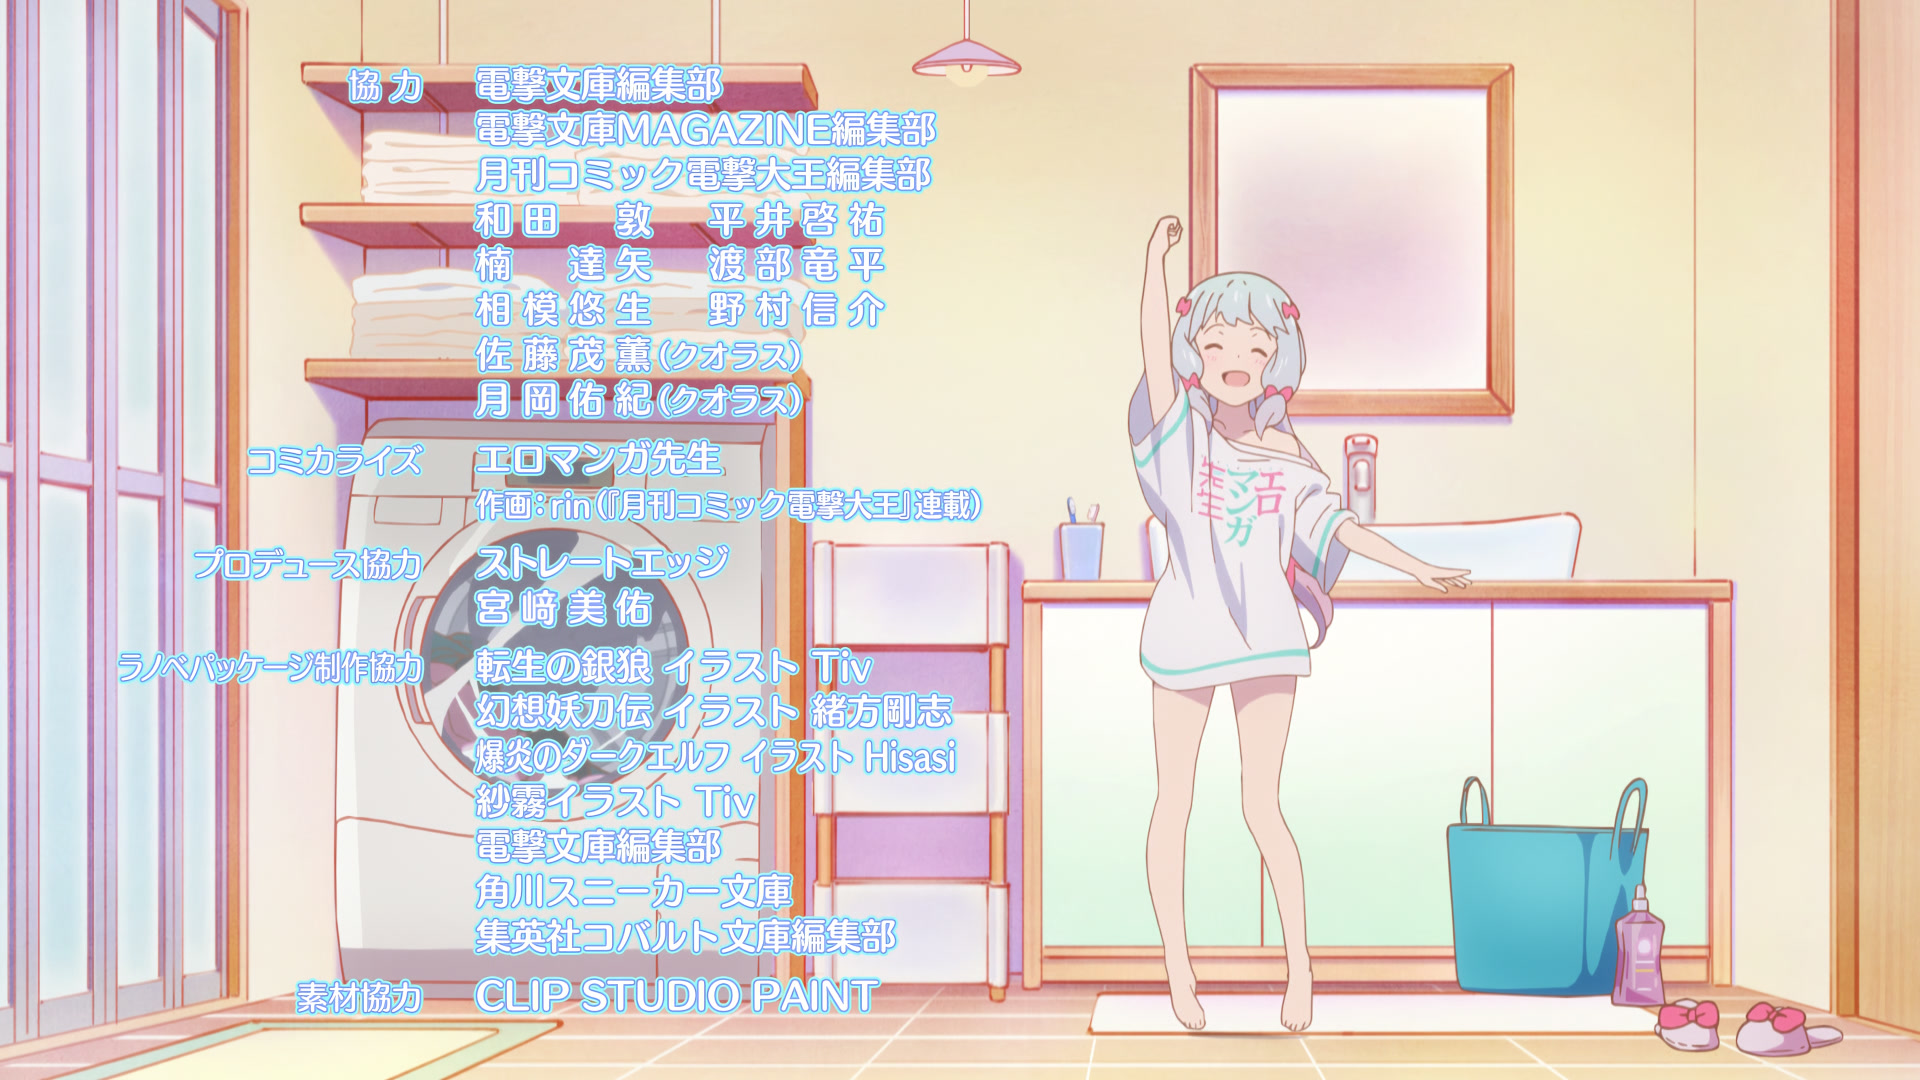 協力 電撃文庫編集部
電撃文庫MAGAZINE編集部
月刊コミック電撃大王編集部
和田 敦 平井啓祐
楠 達矢 渡部竜平
相模悠生 野村信介
佐藤茂薫(クオラス)
月岡佑紀(クオラス)
コミカライズ エロマンガ先生
作画:rin(『月刊コミック電撃大王』連載)
プロデュース協力 ストレートエッジ
宮﨑美佑
ラノベパッケージ制作協力 転生の銀狼 イラスト Tiv
幻想妖刀伝 イラスト 緒方剛志
爆炎のダークエルフ イラスト Hisasi
紗霧イラスト Tiv
電撃文庫編集部
角川スニーカー文庫
集英社コバルト文庫編集部
素材協力 CLIP STUDIO PAINT
エロ
マンガ
先生